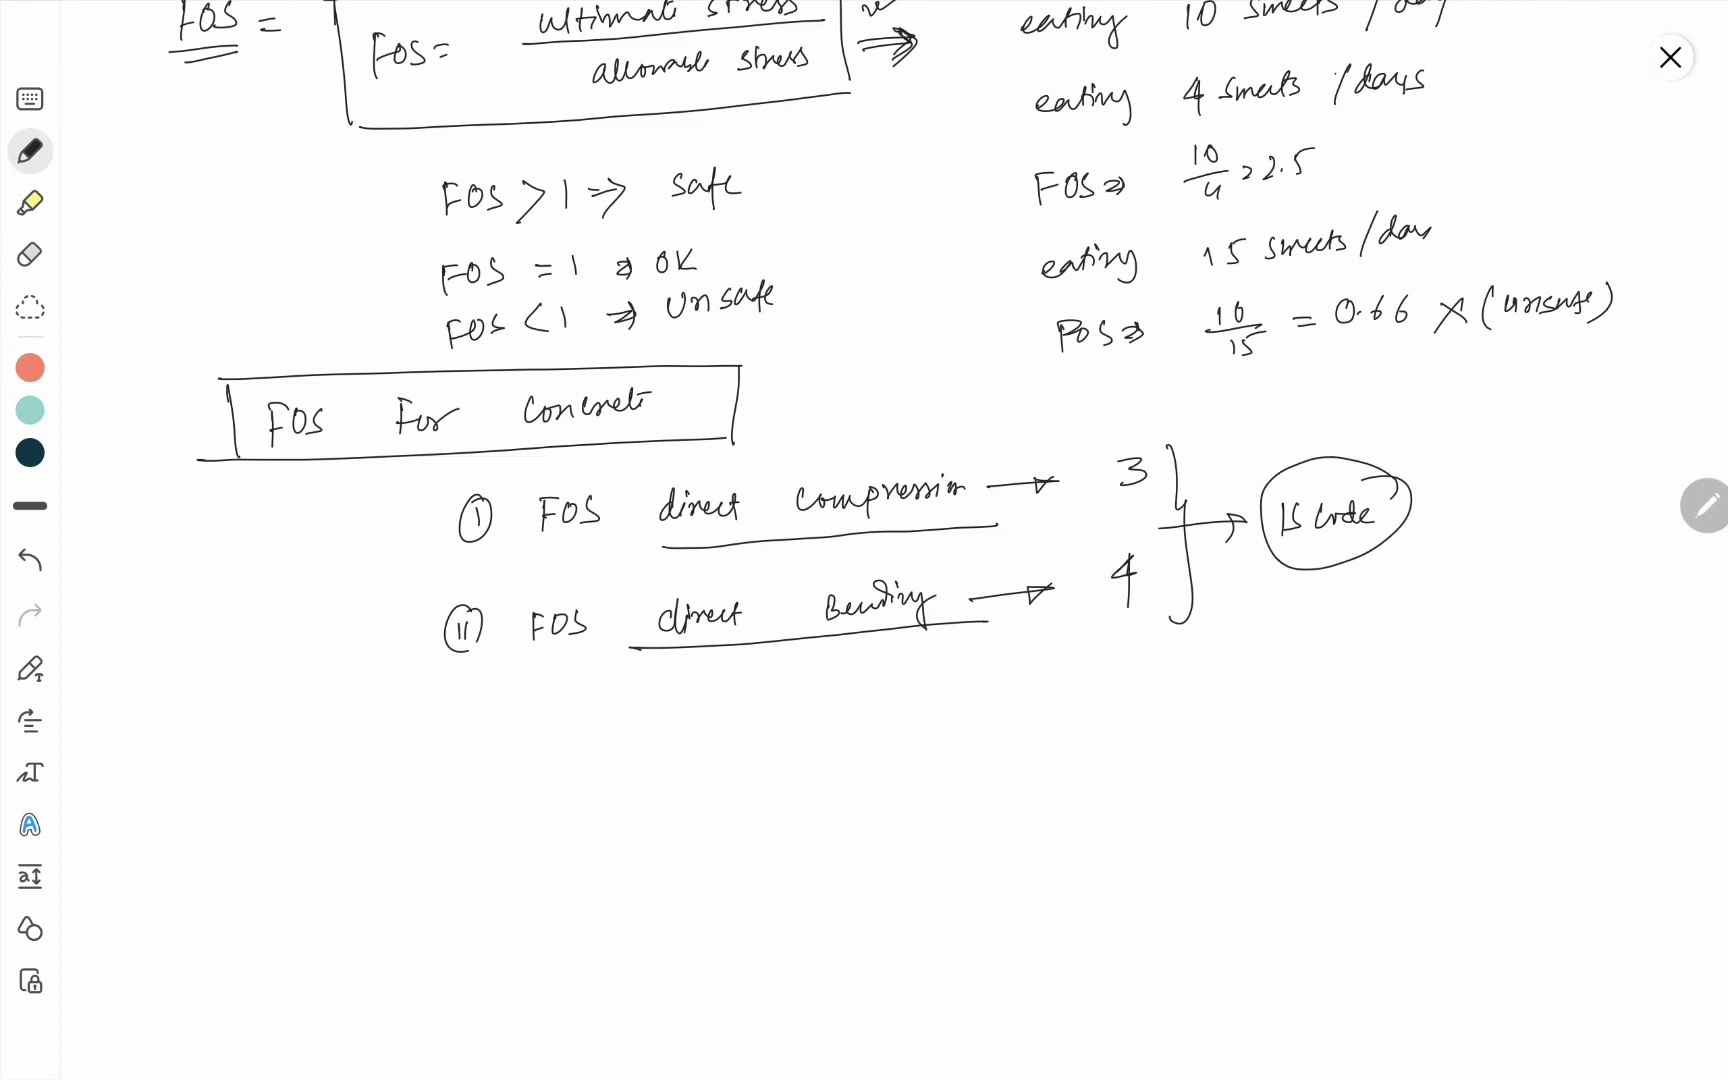 FOS =
FOS = ultimate stress
allowable stress
FOS > 1 ⇒ safe
FOS = 1 ⇒ OK
FOS < 1 ⇒ Unsafe
eating 10 sweets / day
eating 4 sweets / days
FOS ⇒ 10/4 = 2.5
eating 15 sweets / day
FOS ⇒ 10/15 = 0.66 × (unsafe)
FOS For concrete
(I) FOS direct compression → 3
(II) FOS direct Bending → 4
IS code